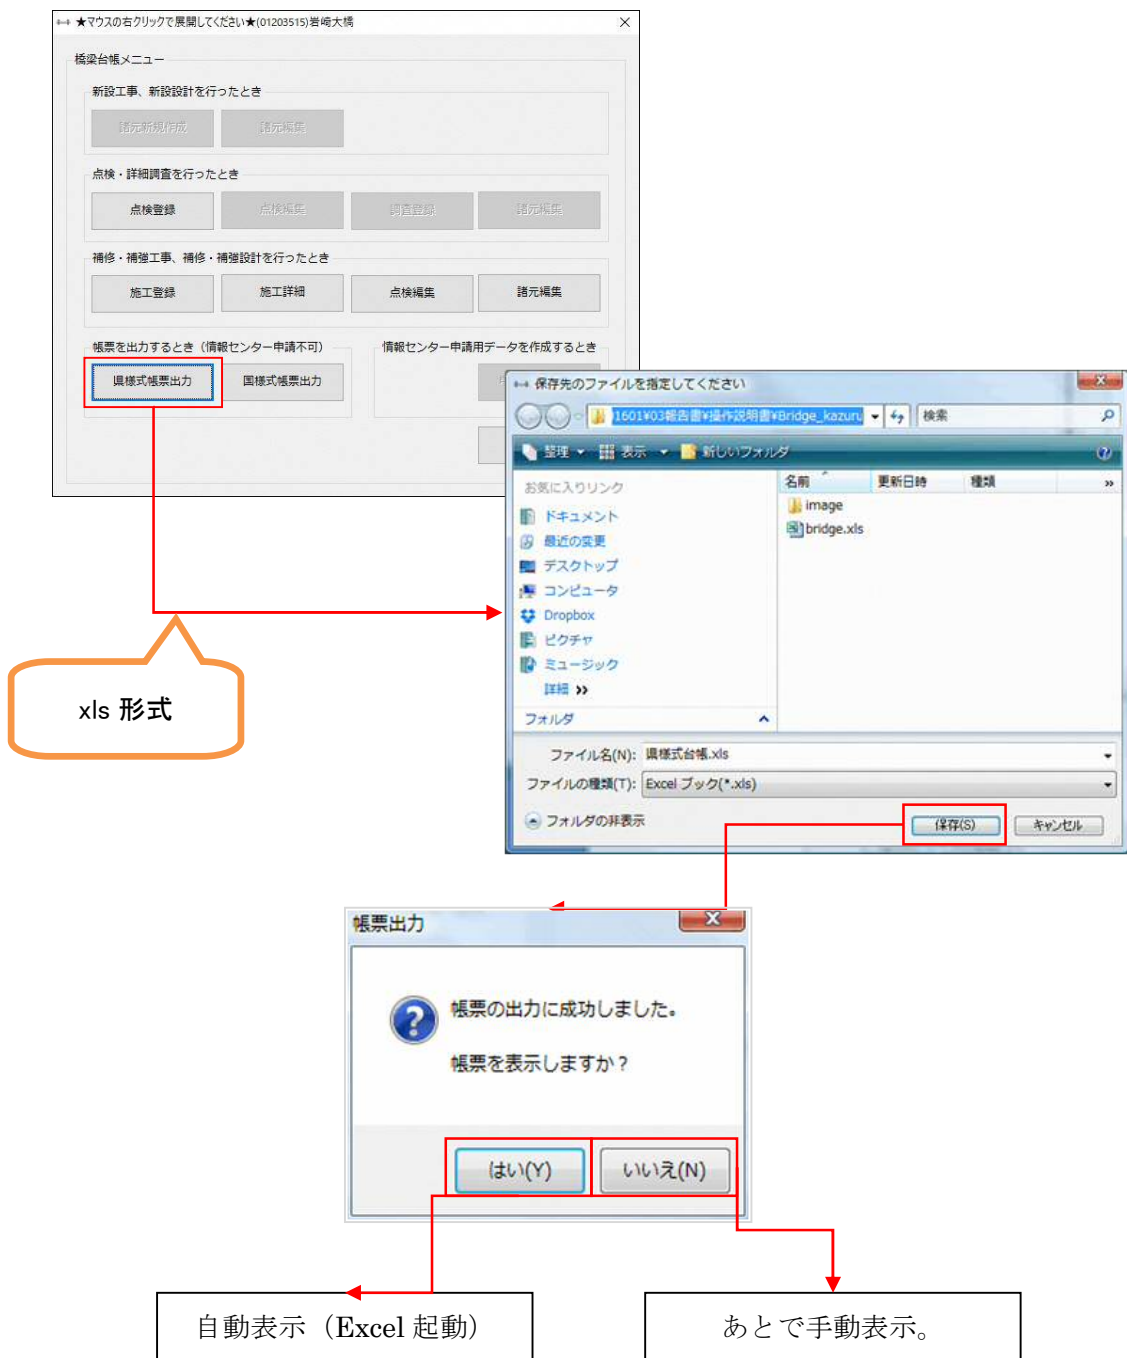 ★マウスの右クリックで展開してください★(01203515)岩崎大橋
橋梁台帳メニュー
新設工事、新設設計を行ったとき
諸元新規作成 諸元編集
点検・詳細調査を行ったとき
点検登録 点検編集 調査登録 諸元編集
補修・補強工事、補修・補強設計を行ったとき
施工登録 施工詳細 点検編集 諸元編集
帳票を出力するとき（情報センター申請不可） 情報センター申請用データを作成するとき
県様式帳票出力 国様式帳票出力
保存先のファイルを指定してください
1601¥03報告書¥操作説明書¥Bridge_kazuru 検索
整理 表示 新しいフォルダ
お気に入りリンク 名前 更新日時 種類 »
ドキュメント image
最近の変更 bridge.xls
デスクトップ
コンピュータ
Dropbox
ピクチャ
ミュージック
詳細 »
フォルダ
ファイル名(N): 県様式台帳.xls
ファイルの種類(T): Excel ブック(*.xls)
フォルダの非表示 保存(S) キャンセル
xls 形式
帳票出力
帳票の出力に成功しました。
帳票を表示しますか？
はい(Y) いいえ(N)
自動表示（Excel 起動） あとで手動表示。